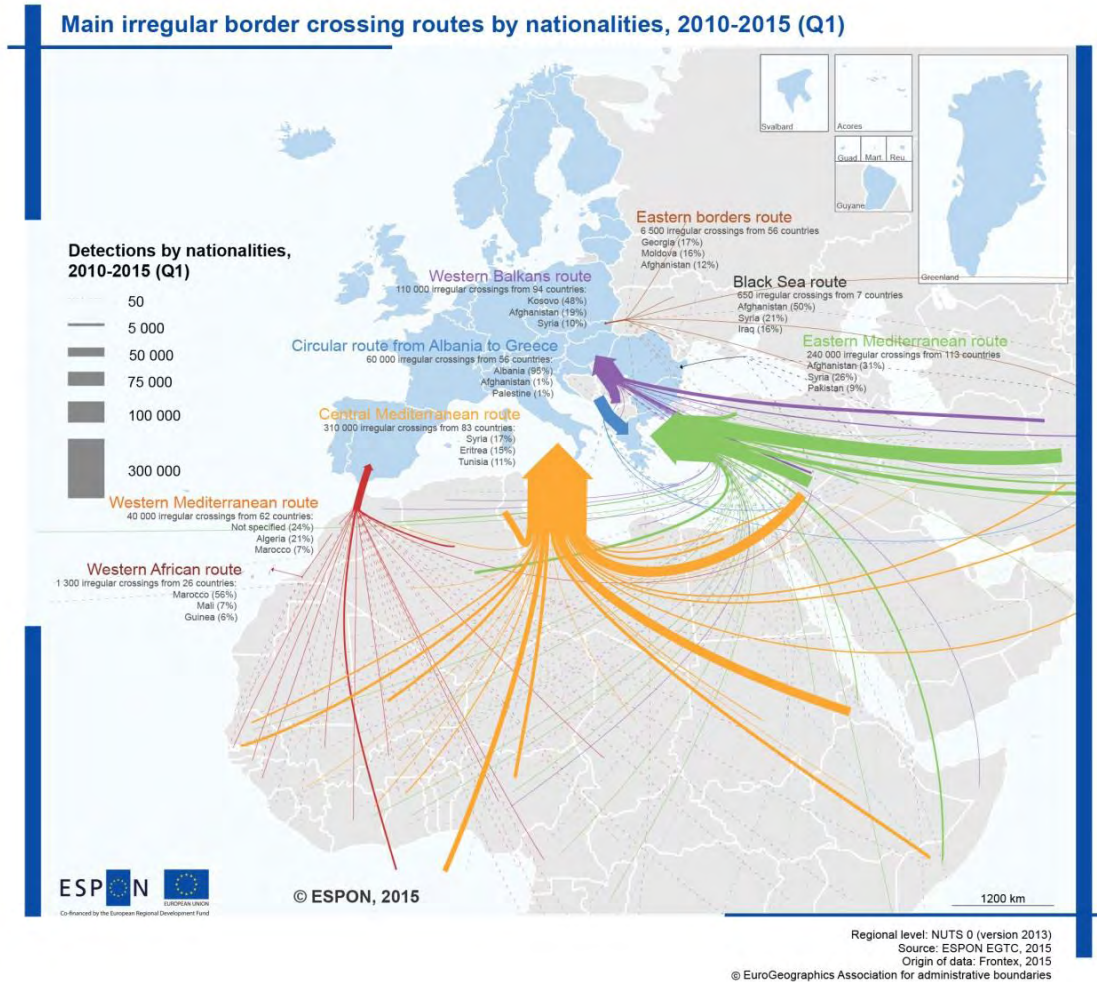 Main irregular border crossing routes by nationalities, 2010-2015 (Q1)
Svalbard
Acores
Guad.
Mart.
Reu.
Guyane
Greenland
Detections by nationalities,
2010-2015 (Q1)
50
5 000
50 000
75 000
100 000
300 000
Eastern borders route
6 500 irregular crossings from 56 countries
Georgia (17%)
Moldova (16%)
Afghanistan (12%)
Western Balkans route
110 000 irregular crossings from 94 countries:
Kosovo (48%)
Afghanistan (19%)
Syria (10%)
Black Sea route
650 irregular crossings from 7 countries
Afghanistan (50%)
Syria (21%)
Iraq (16%)
Circular route from Albania to Greece
60 000 irregular crossings from 56 countries:
Albania (95%)
Afghanistan (1%)
Palestine (1%)
Eastern Mediterranean route
240 000 irregular crossings from 113 countries
Afghanistan (31%)
Syria (26%)
Pakistan (9%)
Central Mediterranean route
310 000 irregular crossings from 83 countries:
Syria (17%)
Eritrea (15%)
Tunisia (11%)
Western Mediterranean route
40 000 irregular crossings from 62 countries:
Not specified (24%)
Algeria (21%)
Marocco (7%)
Western African route
1 300 irregular crossings from 26 countries:
Marocco (56%)
Mali (7%)
Guinea (6%)
ESPON
EUROPEAN UNION
Co-financed by the European Regional Development Fund
© ESPON, 2015
1200 km
Regional level: NUTS 0 (version 2013)
Source: ESPON EGTC, 2015
Origin of data: Frontex, 2015
© EuroGeographics Association for administrative boundaries